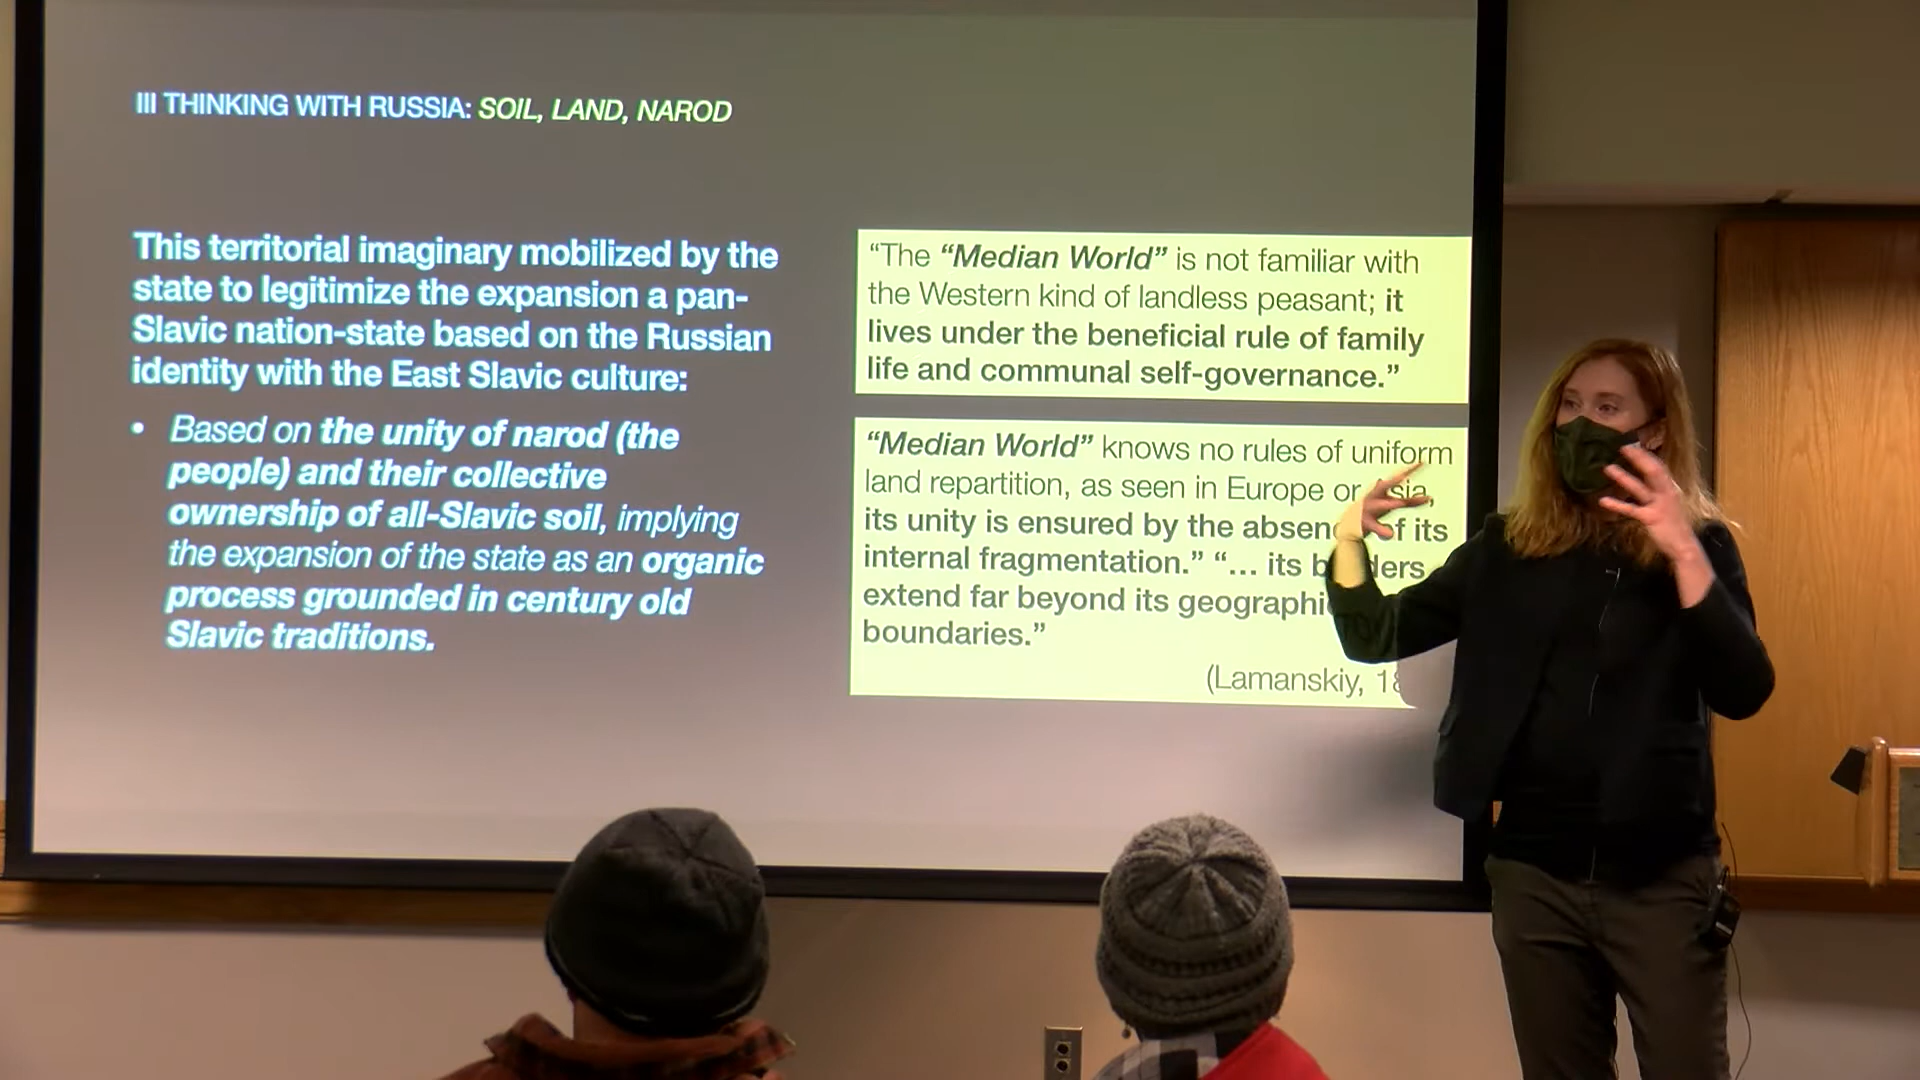 III THINKING WITH RUSSIA: SOIL, LAND, NAROD
This territorial imaginary mobilized by the
state to legitimize the expansion a pan-
Slavic nation-state based on the Russian
identity with the East Slavic culture:
• Based on the unity of narod (the
people) and their collective
ownership of all-Slavic soil, implying
the expansion of the state as an organic
process grounded in century old
Slavic traditions.
“The “Median World” is not familiar with
the Western kind of landless peasant; it
lives under the beneficial rule of family
life and communal self-governance.”
“Median World” knows no rules of uniform
land repartition, as seen in Europe or Asia,
its unity is ensured by the absence of its
internal fragmentation.” “... its borders
extend far beyond its geographic
boundaries.”
(Lamanskiy,